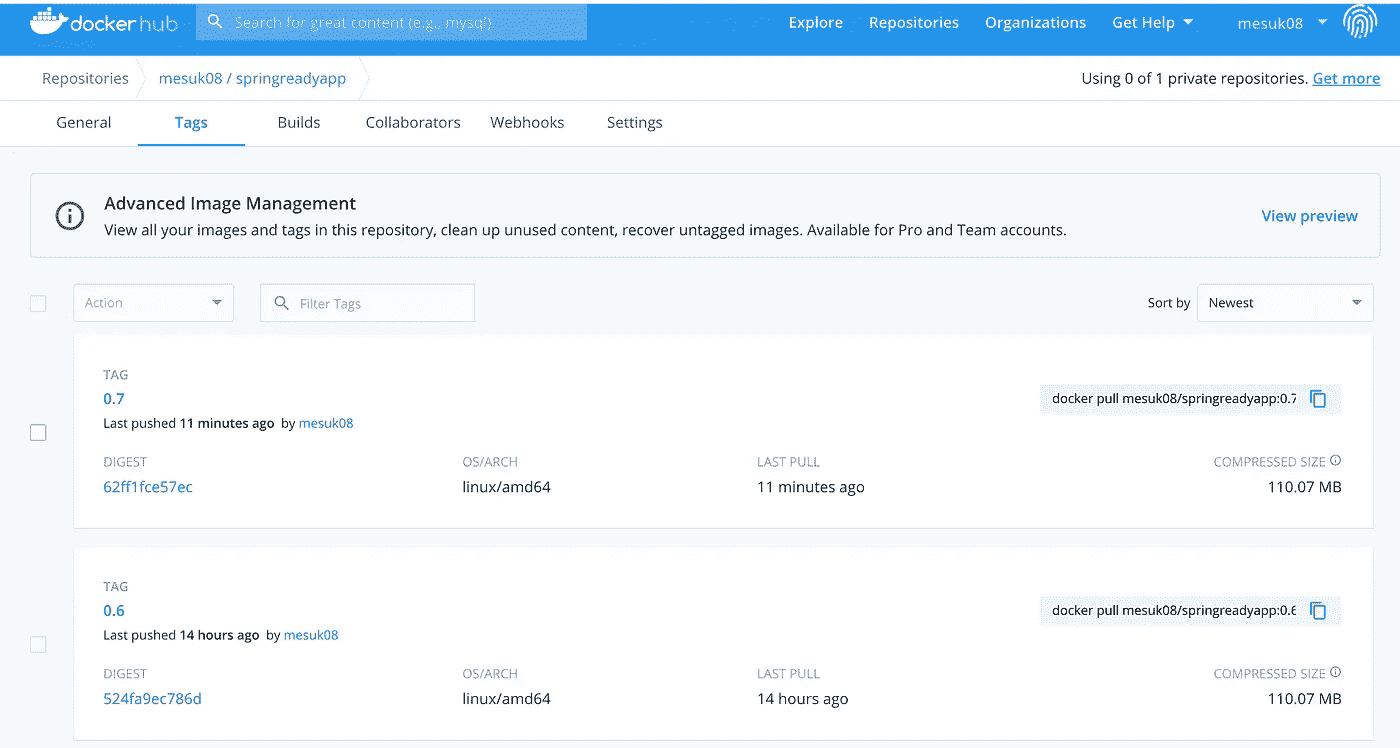 docker hub
Search for great content (e.g., mysql)
Explore Repositories Organizations Get Help mesuk08
Repositories mesuk08 / springreadyapp Using 0 of 1 private repositories. Get more
General Tags Builds Collaborators Webhooks Settings
Advanced Image Management
View all your images and tags in this repository, clean up unused content, recover untagged images. Available for Pro and Team accounts.
View preview
Action Filter Tags Sort by Newest
TAG
0.7 docker pull mesuk08/springreadyapp:0.7
Last pushed 11 minutes ago by mesuk08
DIGEST OS/ARCH LAST PULL COMPRESSED SIZE
62ff1fce57ec linux/amd64 11 minutes ago 110.07 MB
TAG
0.6 docker pull mesuk08/springreadyapp:0.6
Last pushed 14 hours ago by mesuk08
DIGEST OS/ARCH LAST PULL COMPRESSED SIZE
524fa9ec786d linux/amd64 14 hours ago 110.07 MB